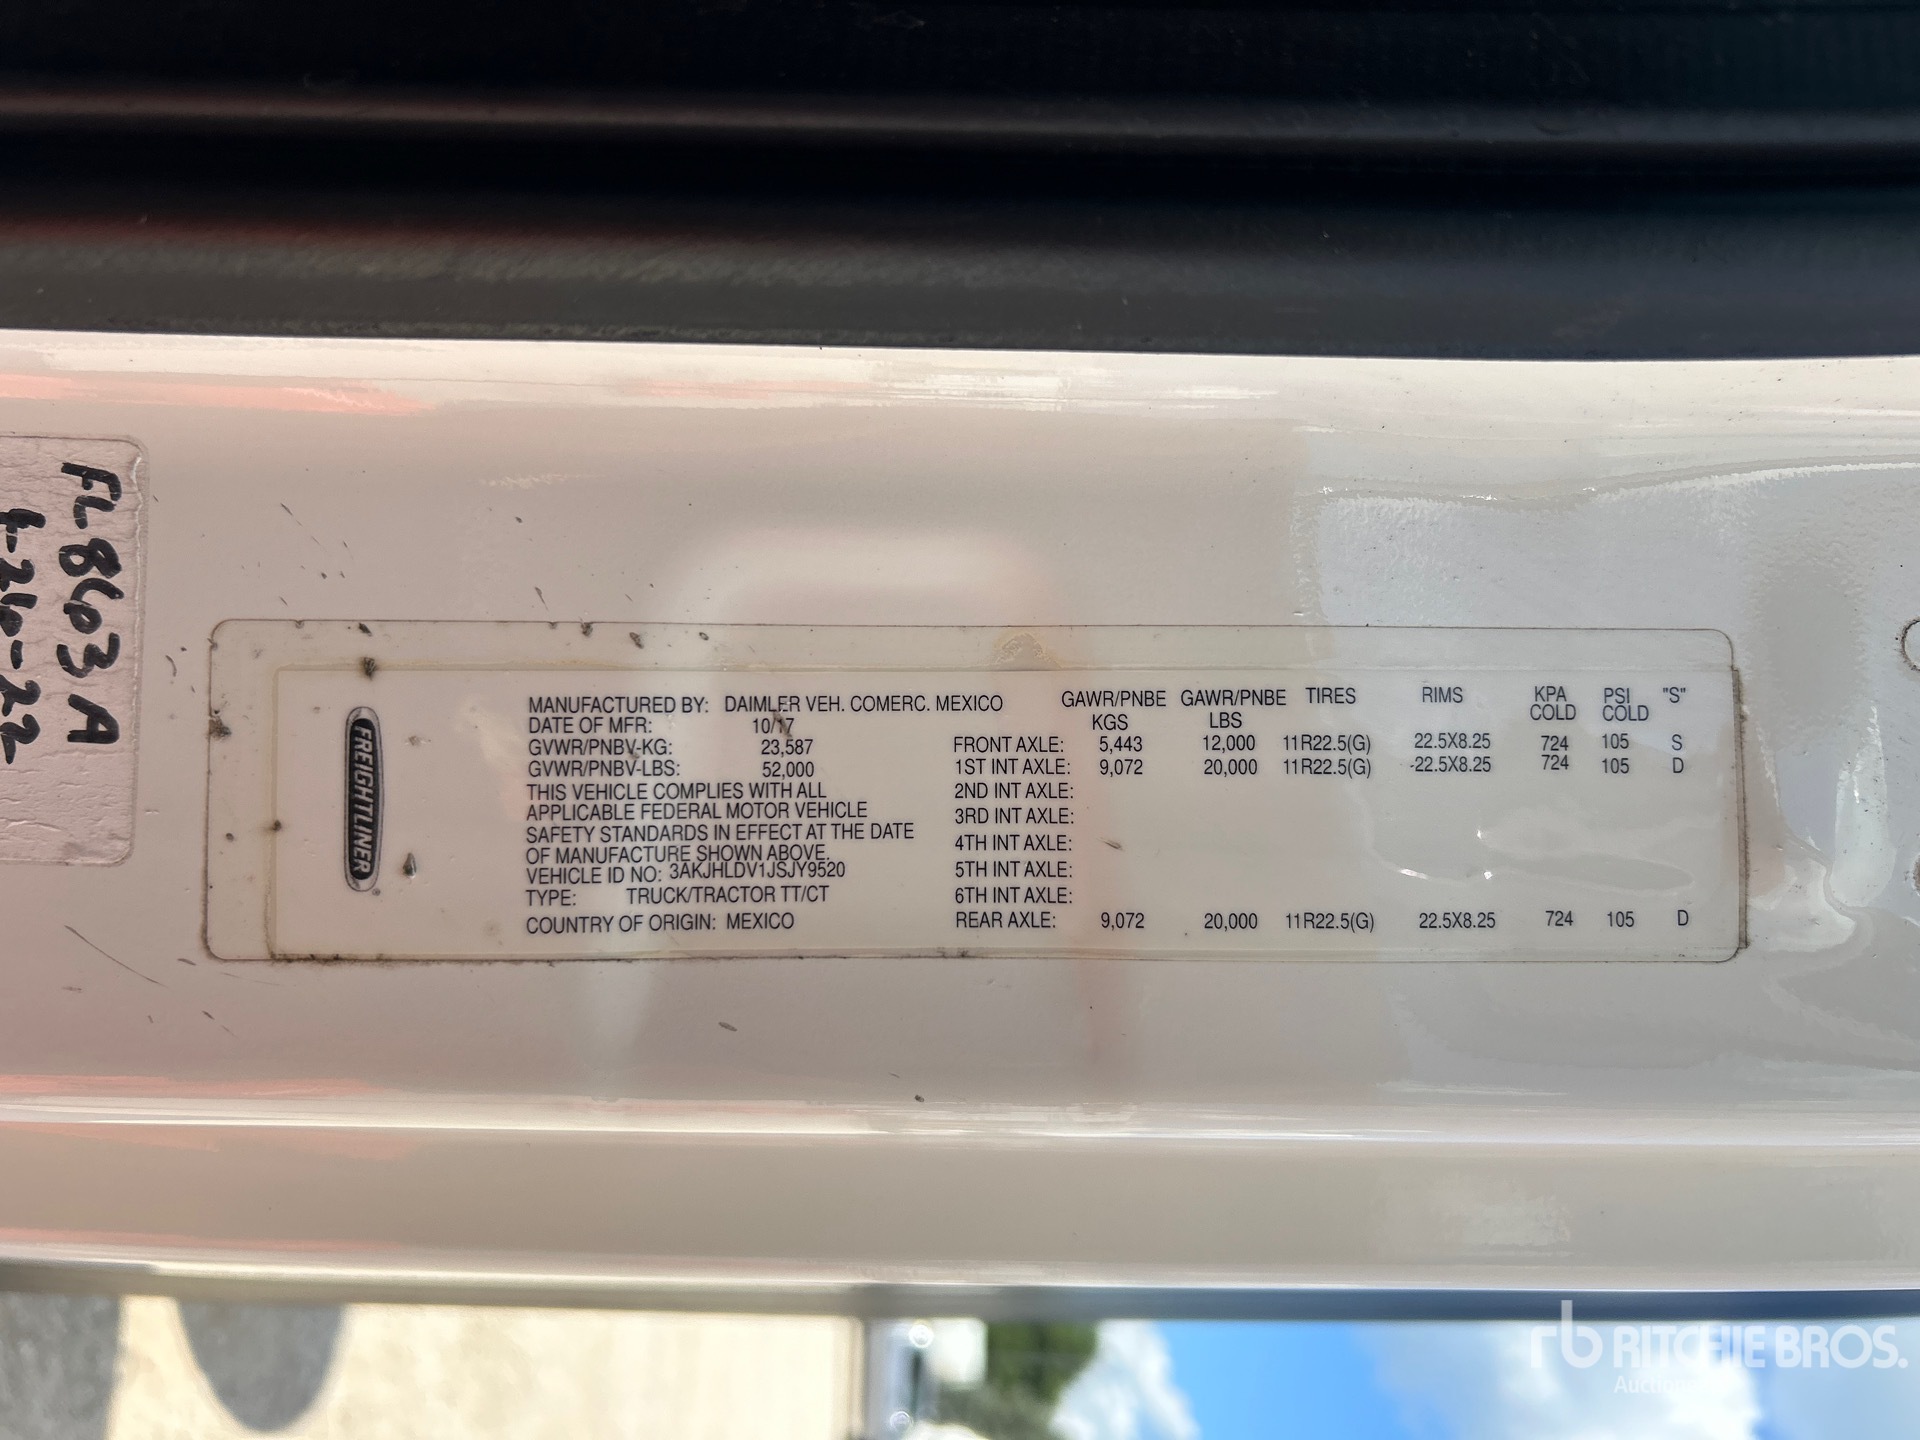 FL8603A
4-26-22
FREIGHTLINER
MANUFACTURED BY: DAIMLER VEH. COMERC. MEXICO
DATE OF MFR: 10/17
GVWR/PNBV-KG: 23,587
GVWR/PNBV-LBS: 52,000
THIS VEHICLE COMPLIES WITH ALL
APPLICABLE FEDERAL MOTOR VEHICLE
SAFETY STANDARDS IN EFFECT AT THE DATE
OF MANUFACTURE SHOWN ABOVE.
VEHICLE ID NO: 3AKJHLDV1JSJY9520
TYPE: TRUCK/TRACTOR TT/CT
COUNTRY OF ORIGIN: MEXICO
GAWR/PNBE KGS GAWR/PNBE LBS TIRES RIMS KPA COLD PSI COLD "S"
FRONT AXLE: 5,443 12,000 11R22.5(G) 22.5X8.25 724 105 S
1ST INT AXLE: 9,072 20,000 11R22.5(G) -22.5X8.25 724 105 D
2ND INT AXLE:
3RD INT AXLE:
4TH INT AXLE:
5TH INT AXLE:
6TH INT AXLE:
REAR AXLE: 9,072 20,000 11R22.5(G) 22.5X8.25 724 105 D
rb RITCHIE BROS.